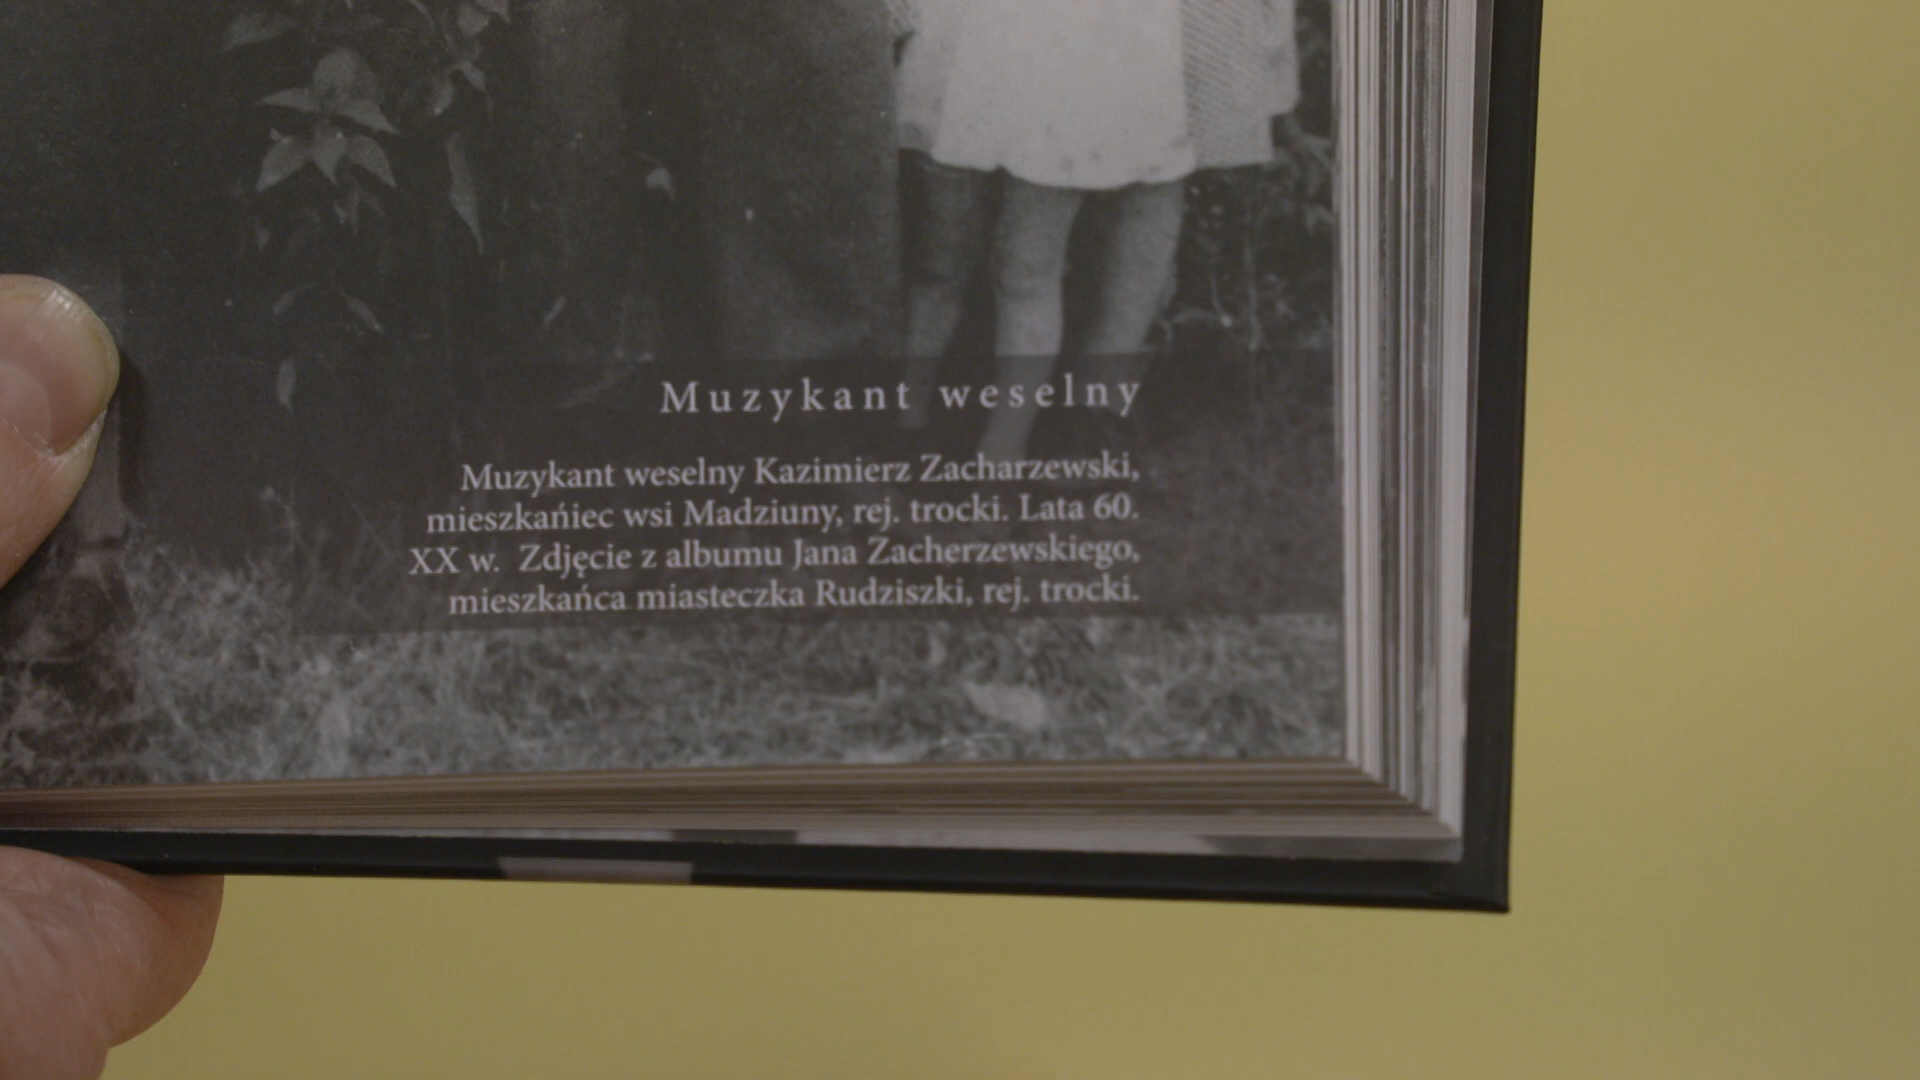 Muzykant weselny
Muzykant weselny Kazimierz Zacharzewski,
mieszkańiec wsi Madziuny, rej. trocki. Lata 60.
XX w. Zdjęcie z albumu Jana Zacherzewskiego,
mieszkańca miasteczka Rudziszki, rej. trocki.